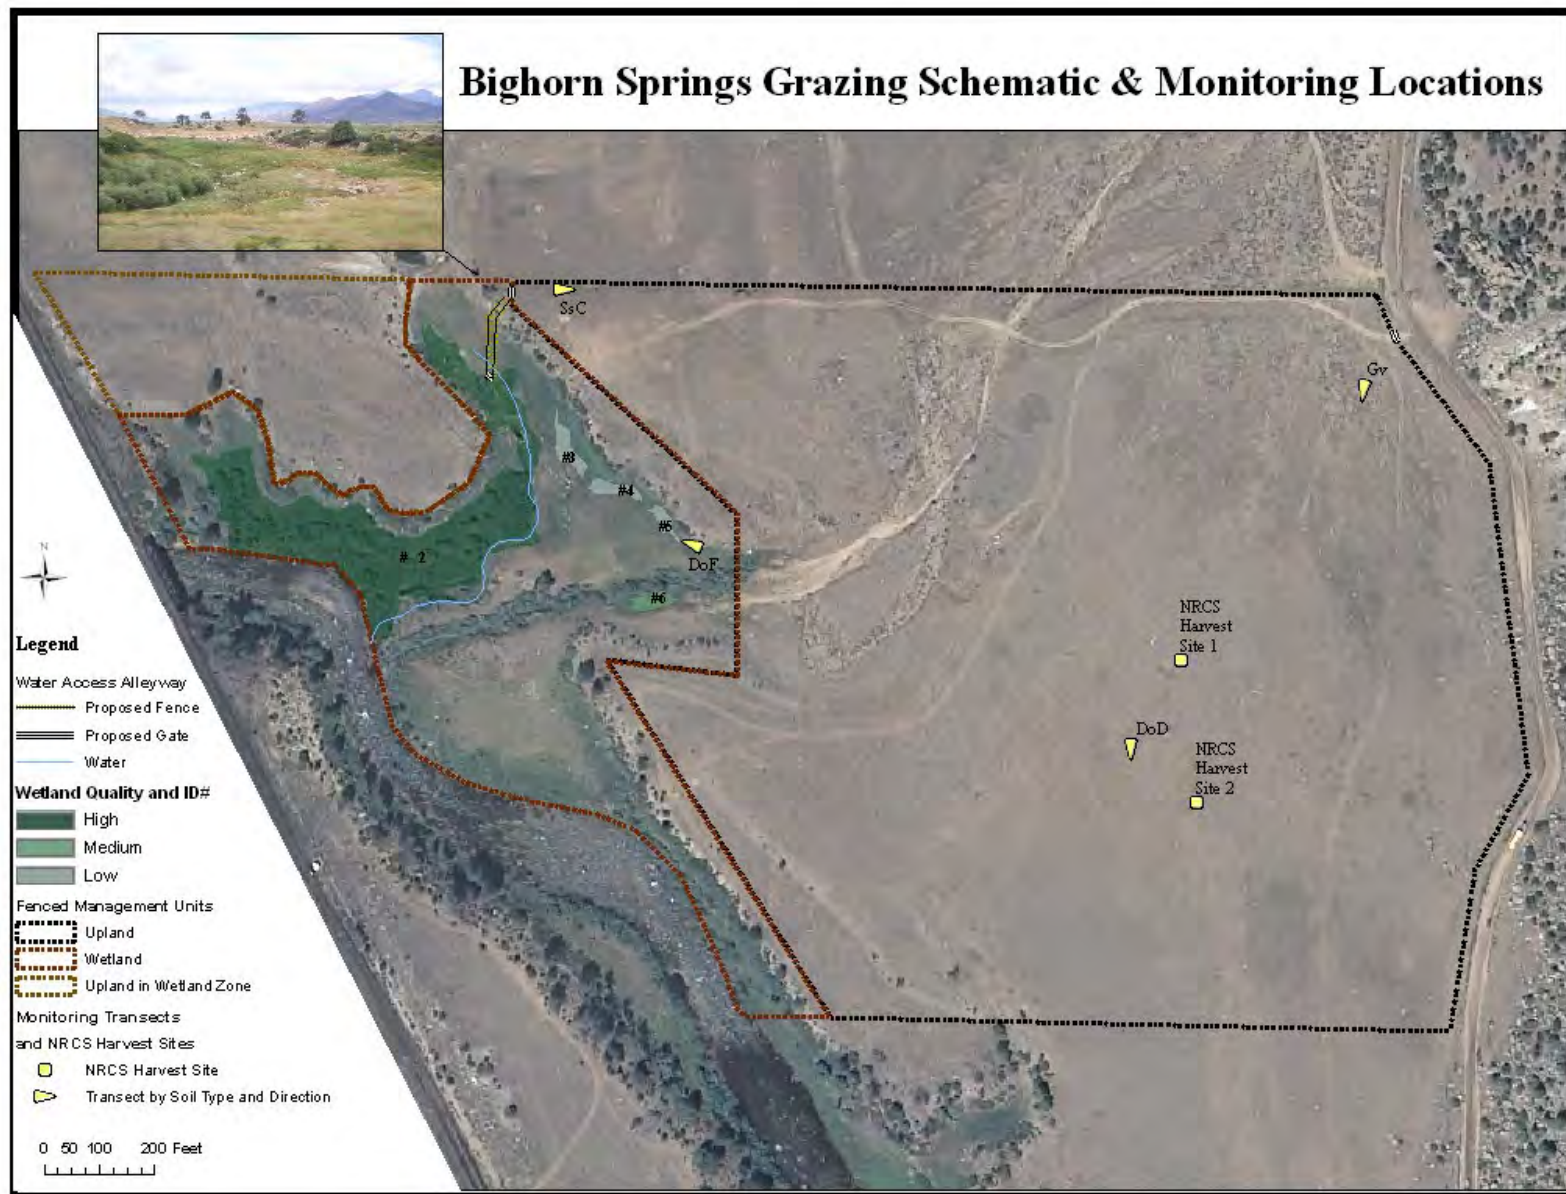 Bighorn Springs Grazing Schematic & Monitoring Locations
SsC
Gv
#3
#4
#5
DoF
# 2
#6
NRCS
Harvest
Site 1
DoD
NRCS
Harvest
Site 2
N
Legend
Water Access Alleyway
Proposed Fence
Proposed Gate
Water
Wetland Quality and ID#
High
Medium
Low
Fenced Management Units
Upland
Wetland
Upland in Wetland Zone
Monitoring Transects
and NRCS Harvest Sites
NRCS Harvest Site
Transect by Soil Type and Direction
0 50 100 200 Feet